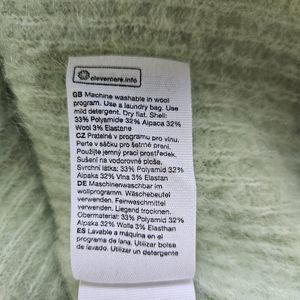 clevercare.info
GB Machine washable in wool
program. Use a laundry bag. Use
mild detergent. Dry flat. Shell:
33% Polyamide 32% Alpaca 32%
Wool 3% Elastane
CZ Pratelné v programu pro vlnu.
Perte v sáčku pro šetrné praní.
Použijte jemný prací prostředek.
Sušení na vodorovné ploše.
Svrchní látka: 33% Polyamid 32%
Alpaka 32% Vlna 3% Elastan
DE Maschinenwaschbar im
wollprogramm. Wäschebeutel
verwenden. Feinwaschmittel
verwenden. Liegend trocknen.
Obermaterial: 33% Polyamid 32%
Alpaka 32% Wolle 3% Elasthan
ES Lavable a máquina en el
programa de lana. Utilizar bolsa
de lavado. Utilizar un detergente